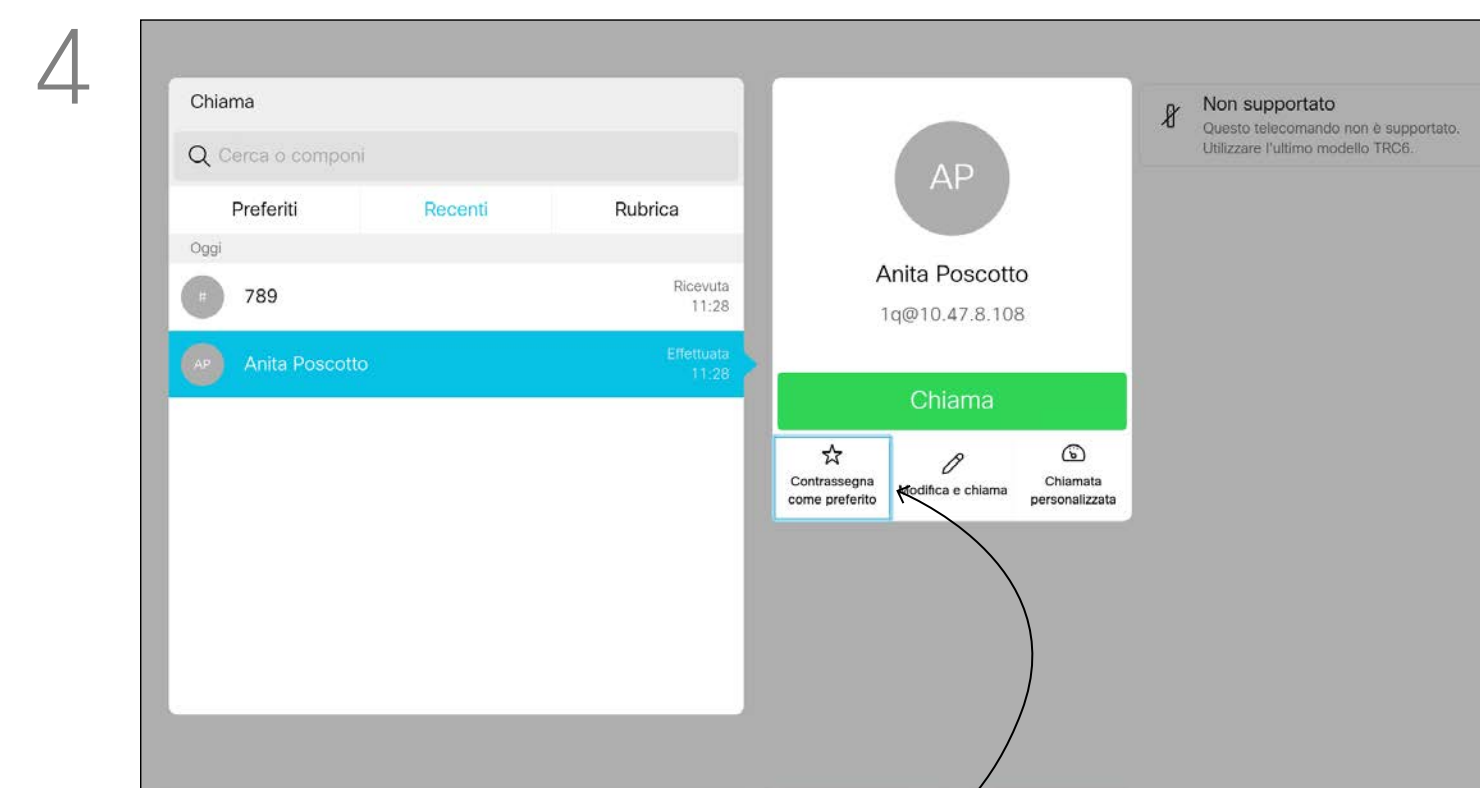 4
Chiama
Cerca o componi
Preferiti Recenti Rubrica
Oggi
# 789 Ricevuta
11:28
AP Anita Poscotto Effettuata
11:28
AP
Anita Poscotto
1q@10.47.8.108
Chiama
Contrassegna
come preferito
Modifica e chiama
Chiamata
personalizzata
Non supportato
Questo telecomando non è supportato.
Utilizzare l'ultimo modello TRC6.